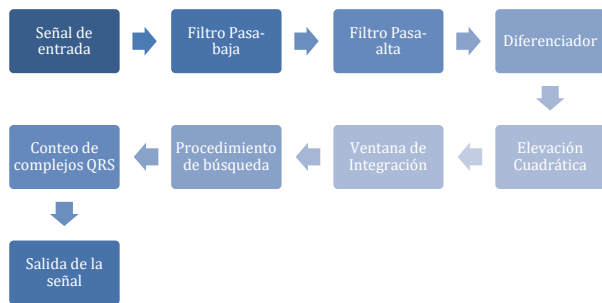 Señal de
entrada
Filtro Pasa-
baja
Filtro Pasa-
alta
Diferenciador
Elevación
Cuadrática
Ventana de
Integración
Procedimiento
de búsqueda
Conteo de
complejos QRS
Salida de la
señal